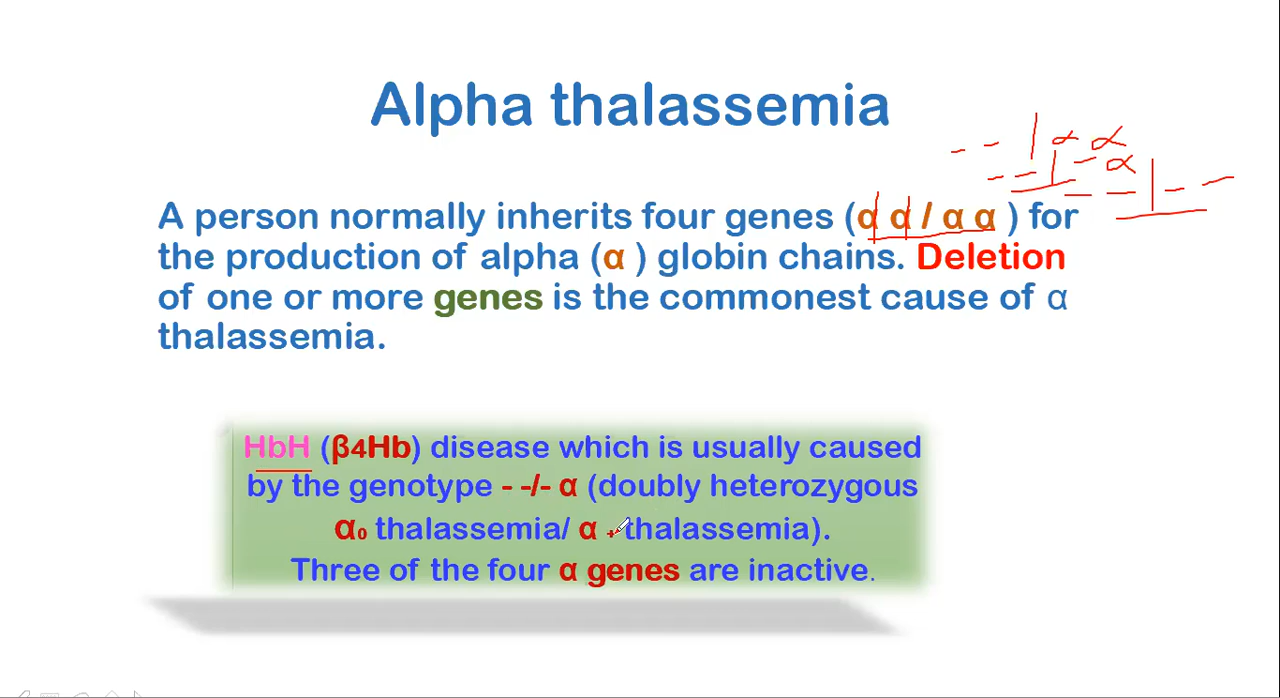 Alpha thalassemia
- - | α α
- - | - α
- - | - -
A person normally inherits four genes (α α / α α ) for
the production of alpha (α ) globin chains. Deletion
of one or more genes is the commonest cause of α
thalassemia.
HbH (β4Hb) disease which is usually caused
by the genotype - -/- α (doubly heterozygous
α0 thalassemia/ α + thalassemia).
Three of the four α genes are inactive.